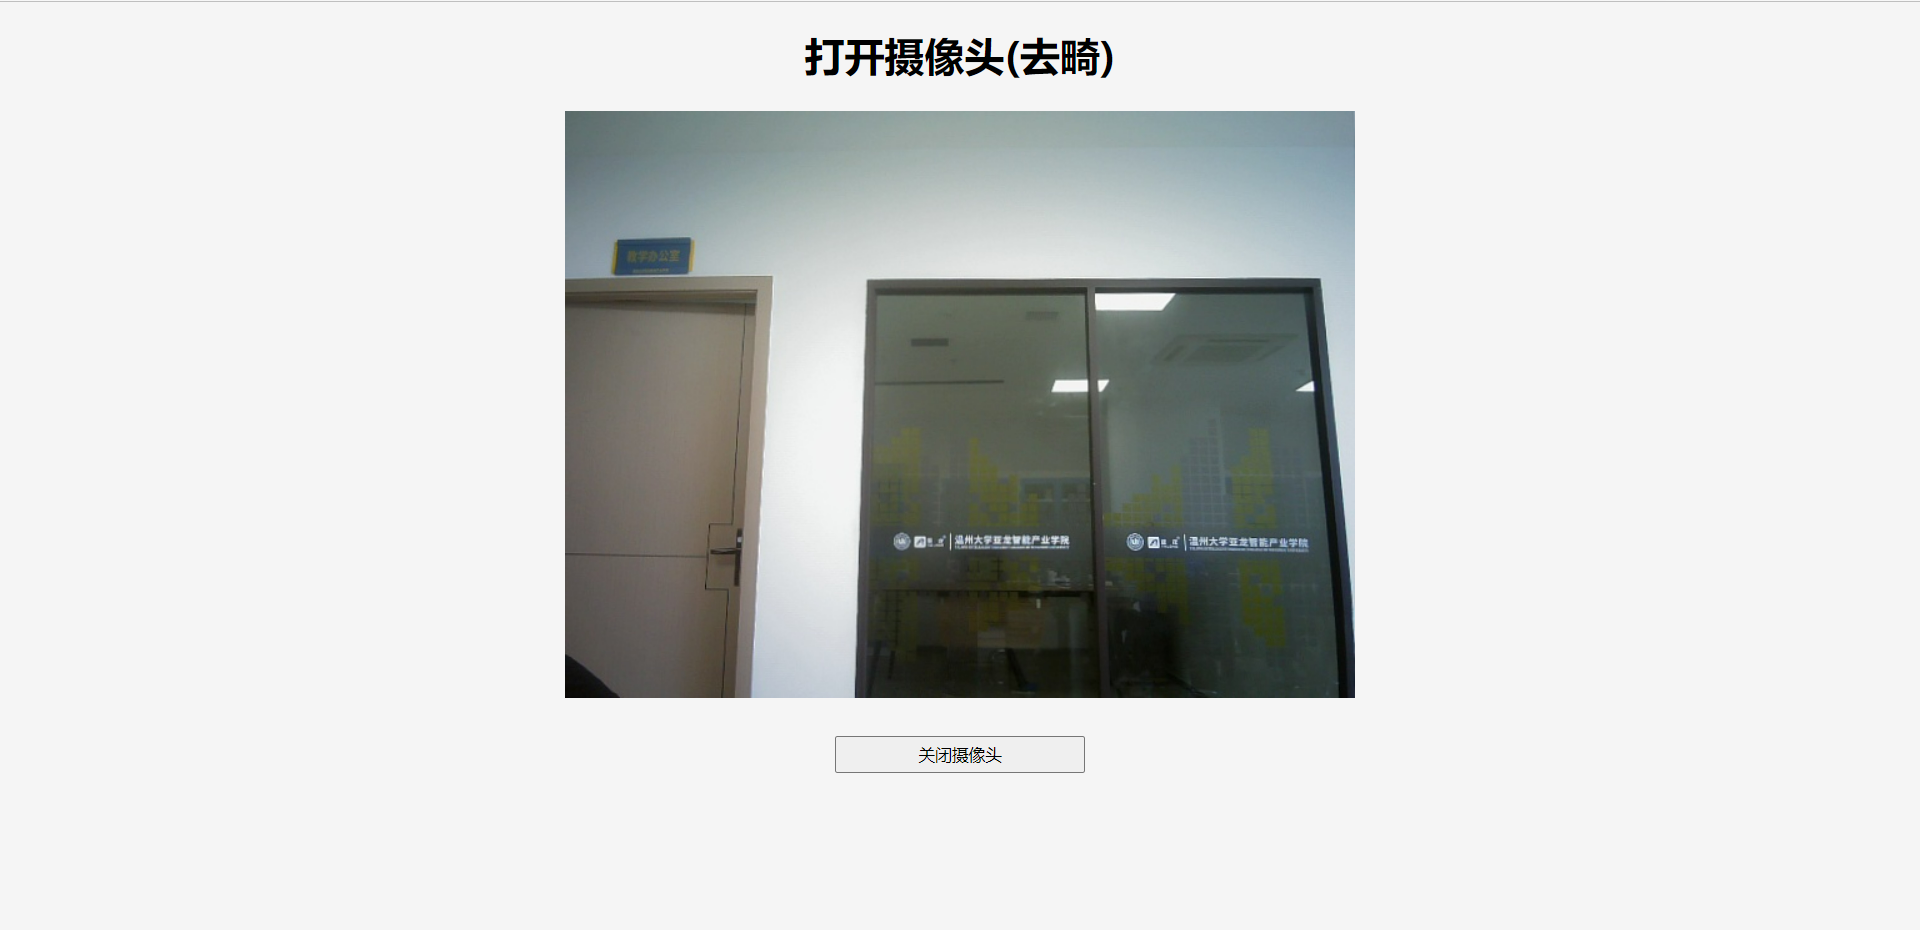 打开摄像头(去畸)
教学办公室
温州大学亚龙智能产业学院
温州大学亚龙智能产业学院
关闭摄像头